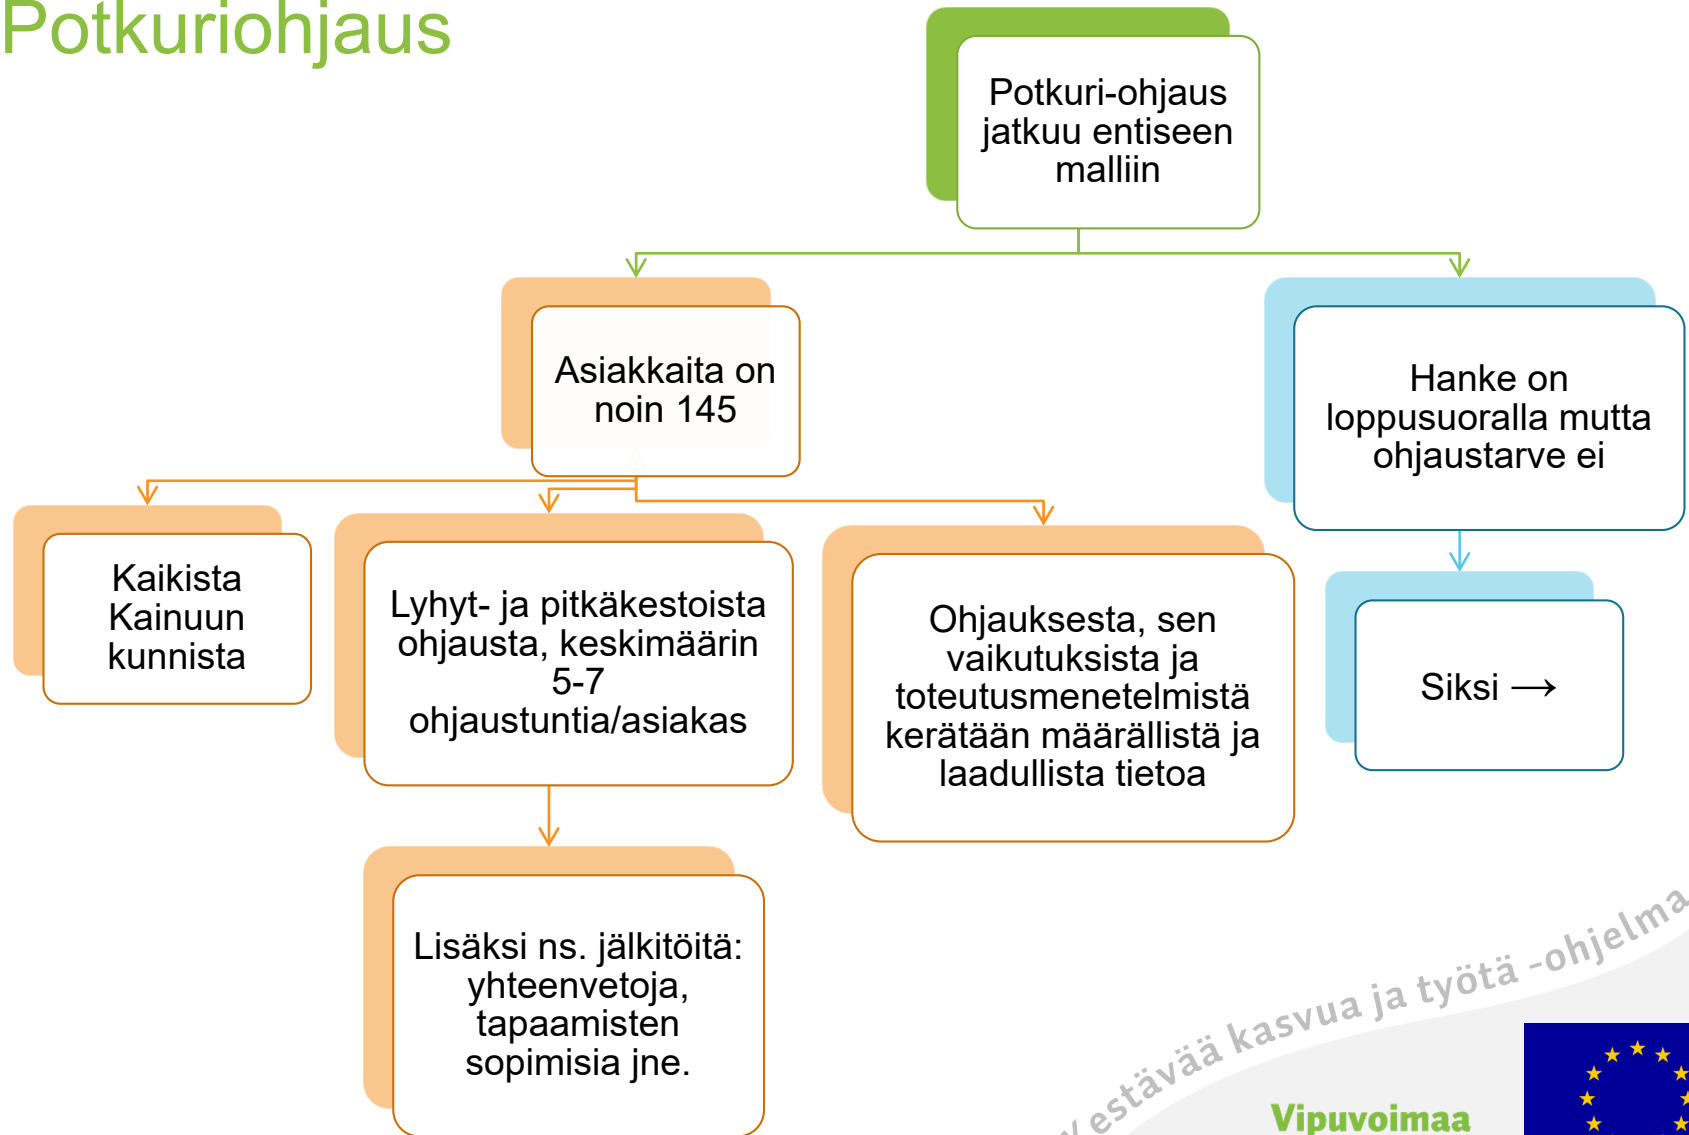 Potkuriohjaus
Potkuri-ohjaus
jatkuu entiseen
malliin
Asiakkaita on
noin 145
Hanke on
loppusuoralla mutta
ohjaustarve ei
Kaikista
Kainuun
kunnista
Lyhyt- ja pitkäkestoista
ohjausta, keskimäärin
5-7
ohjaustuntia/asiakas
Ohjauksesta, sen
vaikutuksista ja
toteutusmenetelmistä
kerätään määrällistä ja
laadullista tietoa
Siksi →
Lisäksi ns. jälkitöitä:
yhteenvetoja,
tapaamisten
sopimisia jne.
estävää kasvua ja työtä -ohjelma
Vipuvoimaa